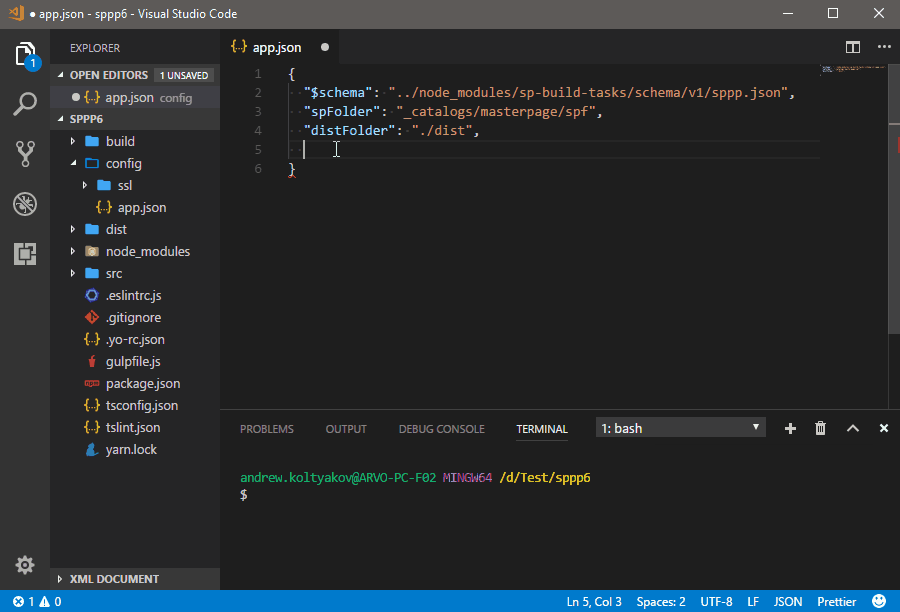 app.json - sppp6 - Visual Studio Code
EXPLORER
OPEN EDITORS 1 UNSAVED
{..} app.json config
SPPP6
build
config
ssl
{..} app.json
dist
node_modules
src
.eslintrc.js
.gitignore
{..} .yo-rc.json
gulpfile.js
package.json
{..} tsconfig.json
{..} tslint.json
yarn.lock
XML DOCUMENT
1
{..} app.json
1 {
2 "$schema": "../node_modules/sp-build-tasks/schema/v1/sppp.json",
3 "spFolder": "_catalogs/masterpage/spf",
4 "distFolder": "./dist",
5
6 }
PROBLEMS OUTPUT DEBUG CONSOLE TERMINAL 1: bash
andrew.koltyakov@ARVO-PC-F02 MINGW64 /d/Test/sppp6
$
1 0 Ln 5, Col 3 Spaces: 2 UTF-8 LF JSON Prettier